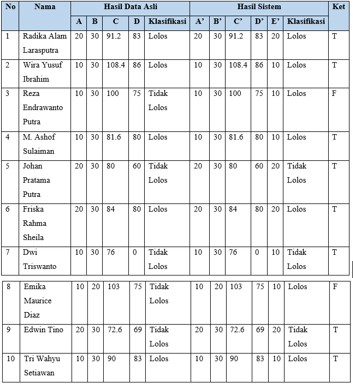 No Nama Hasil Data Asli Hasil Sistem Ket
A B C D Klasifikasi A' B' C' D' E' Klasifikasi
1 Radika Alam 20 30 91.2 83 Lolos 20 30 91.2 83 20 Lolos T
Larasputra
2 Wira Yusuf 10 30 108.4 86 Lolos 10 30 108.4 86 10 Lolos T
Ibrahim
3 Reza 10 30 100 75 Tidak 10 30 100 75 10 Lolos F
Endrawanto Lolos
Putra
4 M. Ashof 10 30 81.6 80 Lolos 10 30 81.6 80 10 Lolos T
Sulaiman
5 Johan 20 30 80 60 Tidak 20 30 80 60 20 Tidak T
Pratama Lolos Lolos
Putra
6 Friska 20 30 84 80 Lolos 20 30 84 80 20 Lolos T
Rahma
Sheila
7 Dwi 10 30 76 0 Tidak 10 30 76 0 10 Tidak T
Triswanto Lolos Lolos
8 Emika 10 20 103 75 Tidak 10 20 103 75 10 Lolos F
Maurice Lolos
Diaz
9 Edwin Tino 20 30 72.6 69 Tidak 20 30 72.6 69 20 Tidak T
Lolos Lolos
10 Tri Wahyu 10 30 90 83 Lolos 10 30 90 83 10 Lolos T
Setiawan